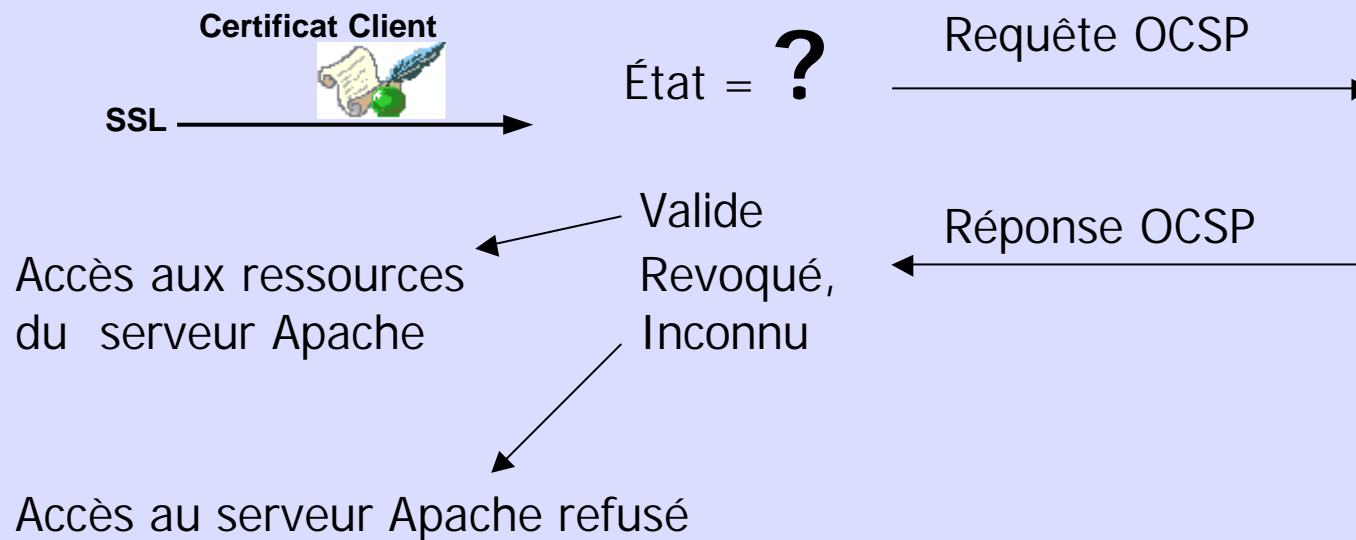 Certificat Client
SSL
État = ?
Requête OCSP
Valide
Revoqué,
Inconnu
Réponse OCSP
Accès aux ressources
du serveur Apache
Accès au serveur Apache refusé